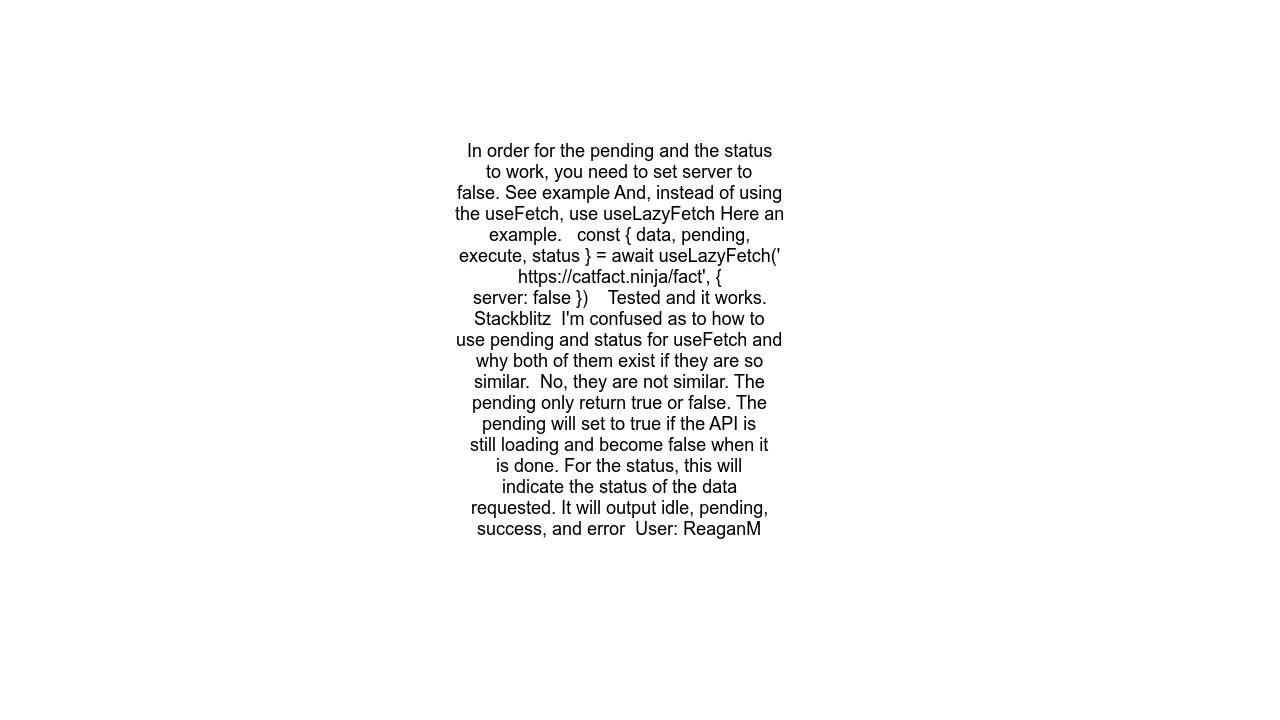 In order for the pending and the status
to work, you need to set server to
false. See example And, instead of using
the useFetch, use useLazyFetch Here an
example.   const { data, pending,
execute, status } = await useLazyFetch('
https://catfact.ninja/fact', {
server: false })    Tested and it works.
Stackblitz  I'm confused as to how to
use pending and status for useFetch and
why both of them exist if they are so
similar.  No, they are not similar. The
pending only return true or false. The
pending will set to true if the API is
still loading and become false when it
is done. For the status, this will
indicate the status of the data
requested. It will output idle, pending,
success, and error  User: ReaganM